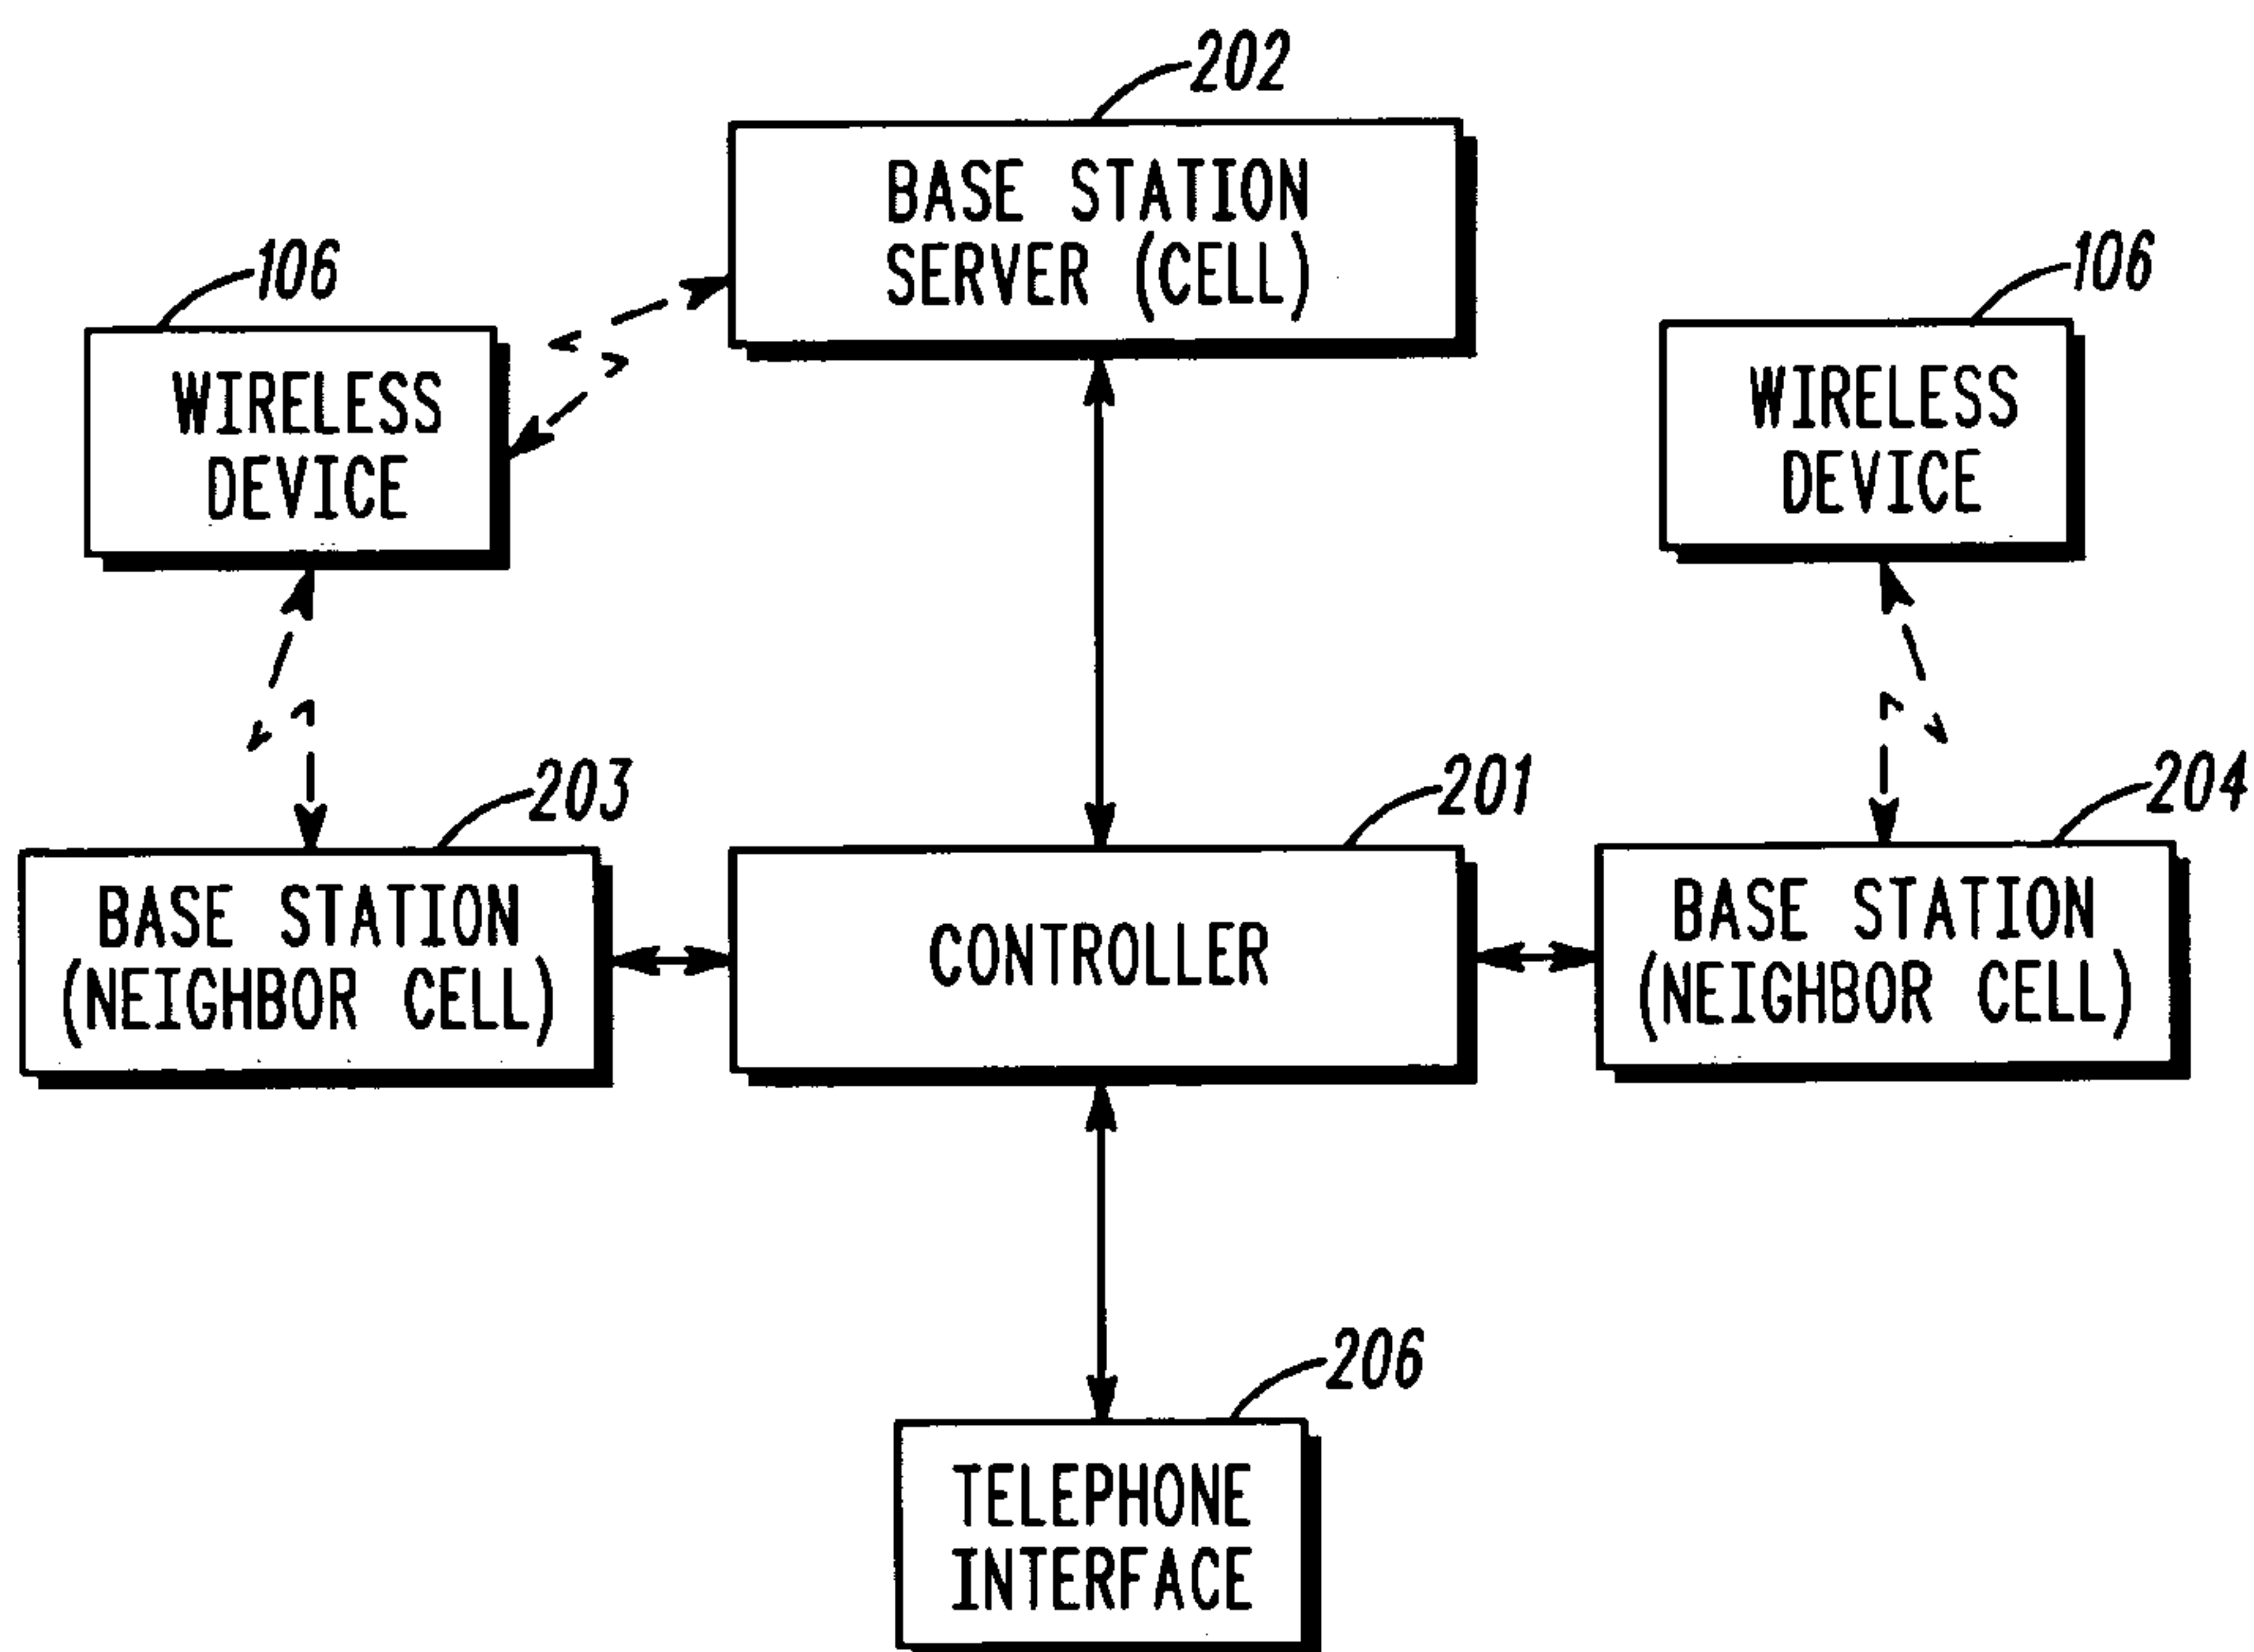 202
BASE STATION
SERVER (CELL)
106
WIRELESS
DEVICE
106
WIRELESS
DEVICE
203
BASE STATION
(NEIGHBOR CELL)
201
CONTROLLER
204
BASE STATION
(NEIGHBOR CELL)
206
TELEPHONE
INTERFACE